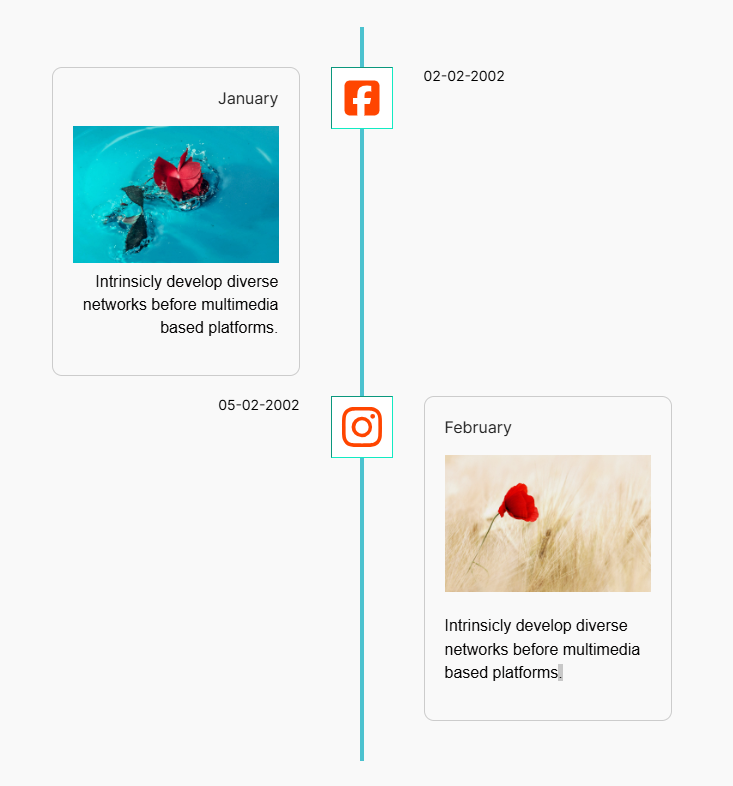 January
02-02-2002
Intrinsicly develop diverse
networks before multimedia
based platforms.
05-02-2002
February
Intrinsicly develop diverse
networks before multimedia
based platforms.